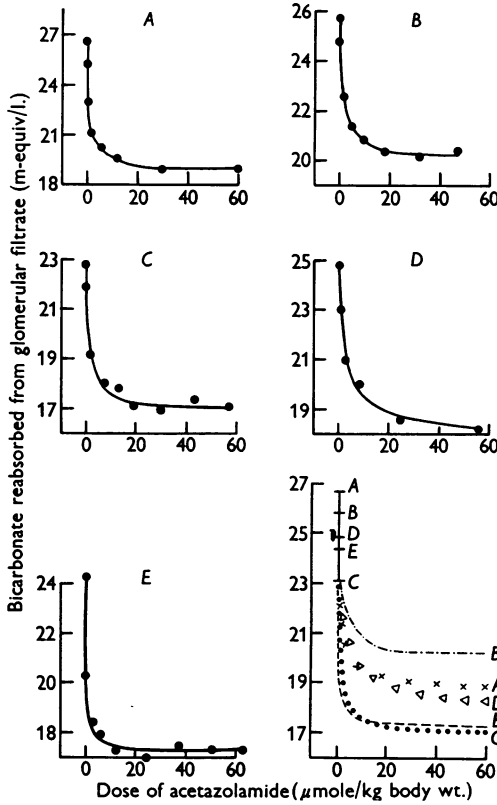 Bicarbonate reabsorbed from glomerular filtrate (m-equiv/l.)
A
27
24
21
18
0 20 40 60
B
26
24
22
20
0 20 40 60
C
23
21
19
17
0 20 40 60
D
25
23
21
19
0 20 40 60
E
24
22
20
18
0 20 40 60
27
25
23
21
19
17
A
B
D
E
C
B
A
D
E
C
0 20 40 60
Dose of acetazolamide (μmole/kg body wt.)